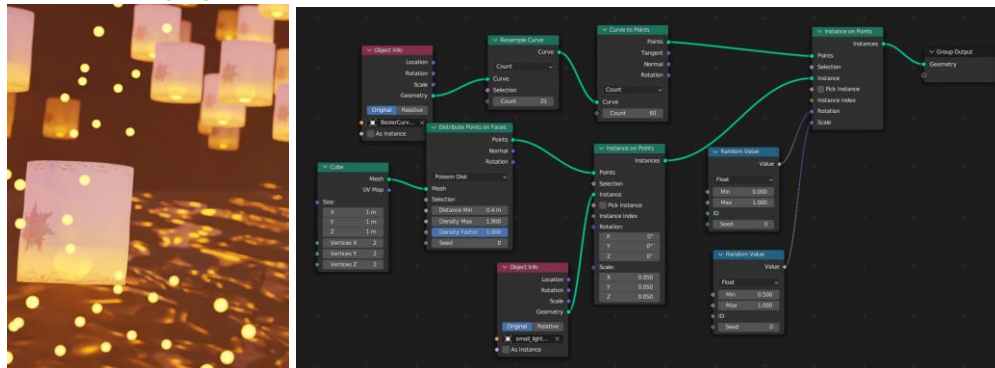 Object Info
Location
Rotation
Scale
Geometry
Original Relative
BezierCurv...
As Instance
Resample Curve
Curve
Count
Curve
Selection
Count 25
Curve to Points
Points
Tangent
Normal
Rotation
Count
Curve
Count 60
Instance on Points
Instances
Points
Selection
Instance
Pick Instance
Instance Index
Rotation
Scale
Group Output
Geometry
Cube
Mesh
UV Map
Size:
X 1 m
Y 1 m
Z 1 m
Vertices X 2
Vertices Y 2
Vertices Z 2
Distribute Points on Faces
Points
Normal
Rotation
Poisson Disk
Mesh
Selection
Distance Min 0.4 m
Density Max 1.900
Density Factor 1.000
Seed 0
Instance on Points
Instances
Points
Selection
Instance
Pick Instance
Instance Index
Rotation:
X 0°
Y 0°
Z 0°
Scale:
X 0.050
Y 0.050
Z 0.050
Object Info
Location
Rotation
Scale
Geometry
Original Relative
small_light...
As Instance
Random Value
Value
Float
Min 0.000
Max 1.000
ID
Seed 0
Random Value
Value
Float
Min 0.500
Max 1.000
ID
Seed 0